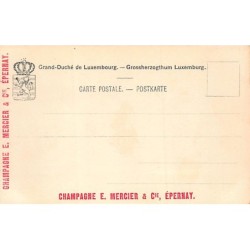 Grand-Duché de Luxembourg. — Grossherzogthum Luxemburg.
CARTE POSTALE. — POSTKARTE
CHAMPAGNE E. MERCIER & Cie, ÉPERNAY.
CHAMPAGNE E. MERCIER & Cie, ÉPERNAY.